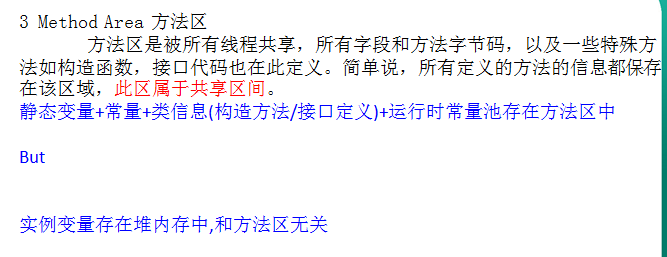 3 Method Area 方法区
方法区是被所有线程共享，所有字段和方法字节码，以及一些特殊方
法如构造函数，接口代码也在此定义。简单说，所有定义的方法的信息都保存
在该区域，此区属于共享区间。
静态变量+常量+类信息(构造方法/接口定义)+运行时常量池存在方法区中
But
实例变量存在堆内存中,和方法区无关